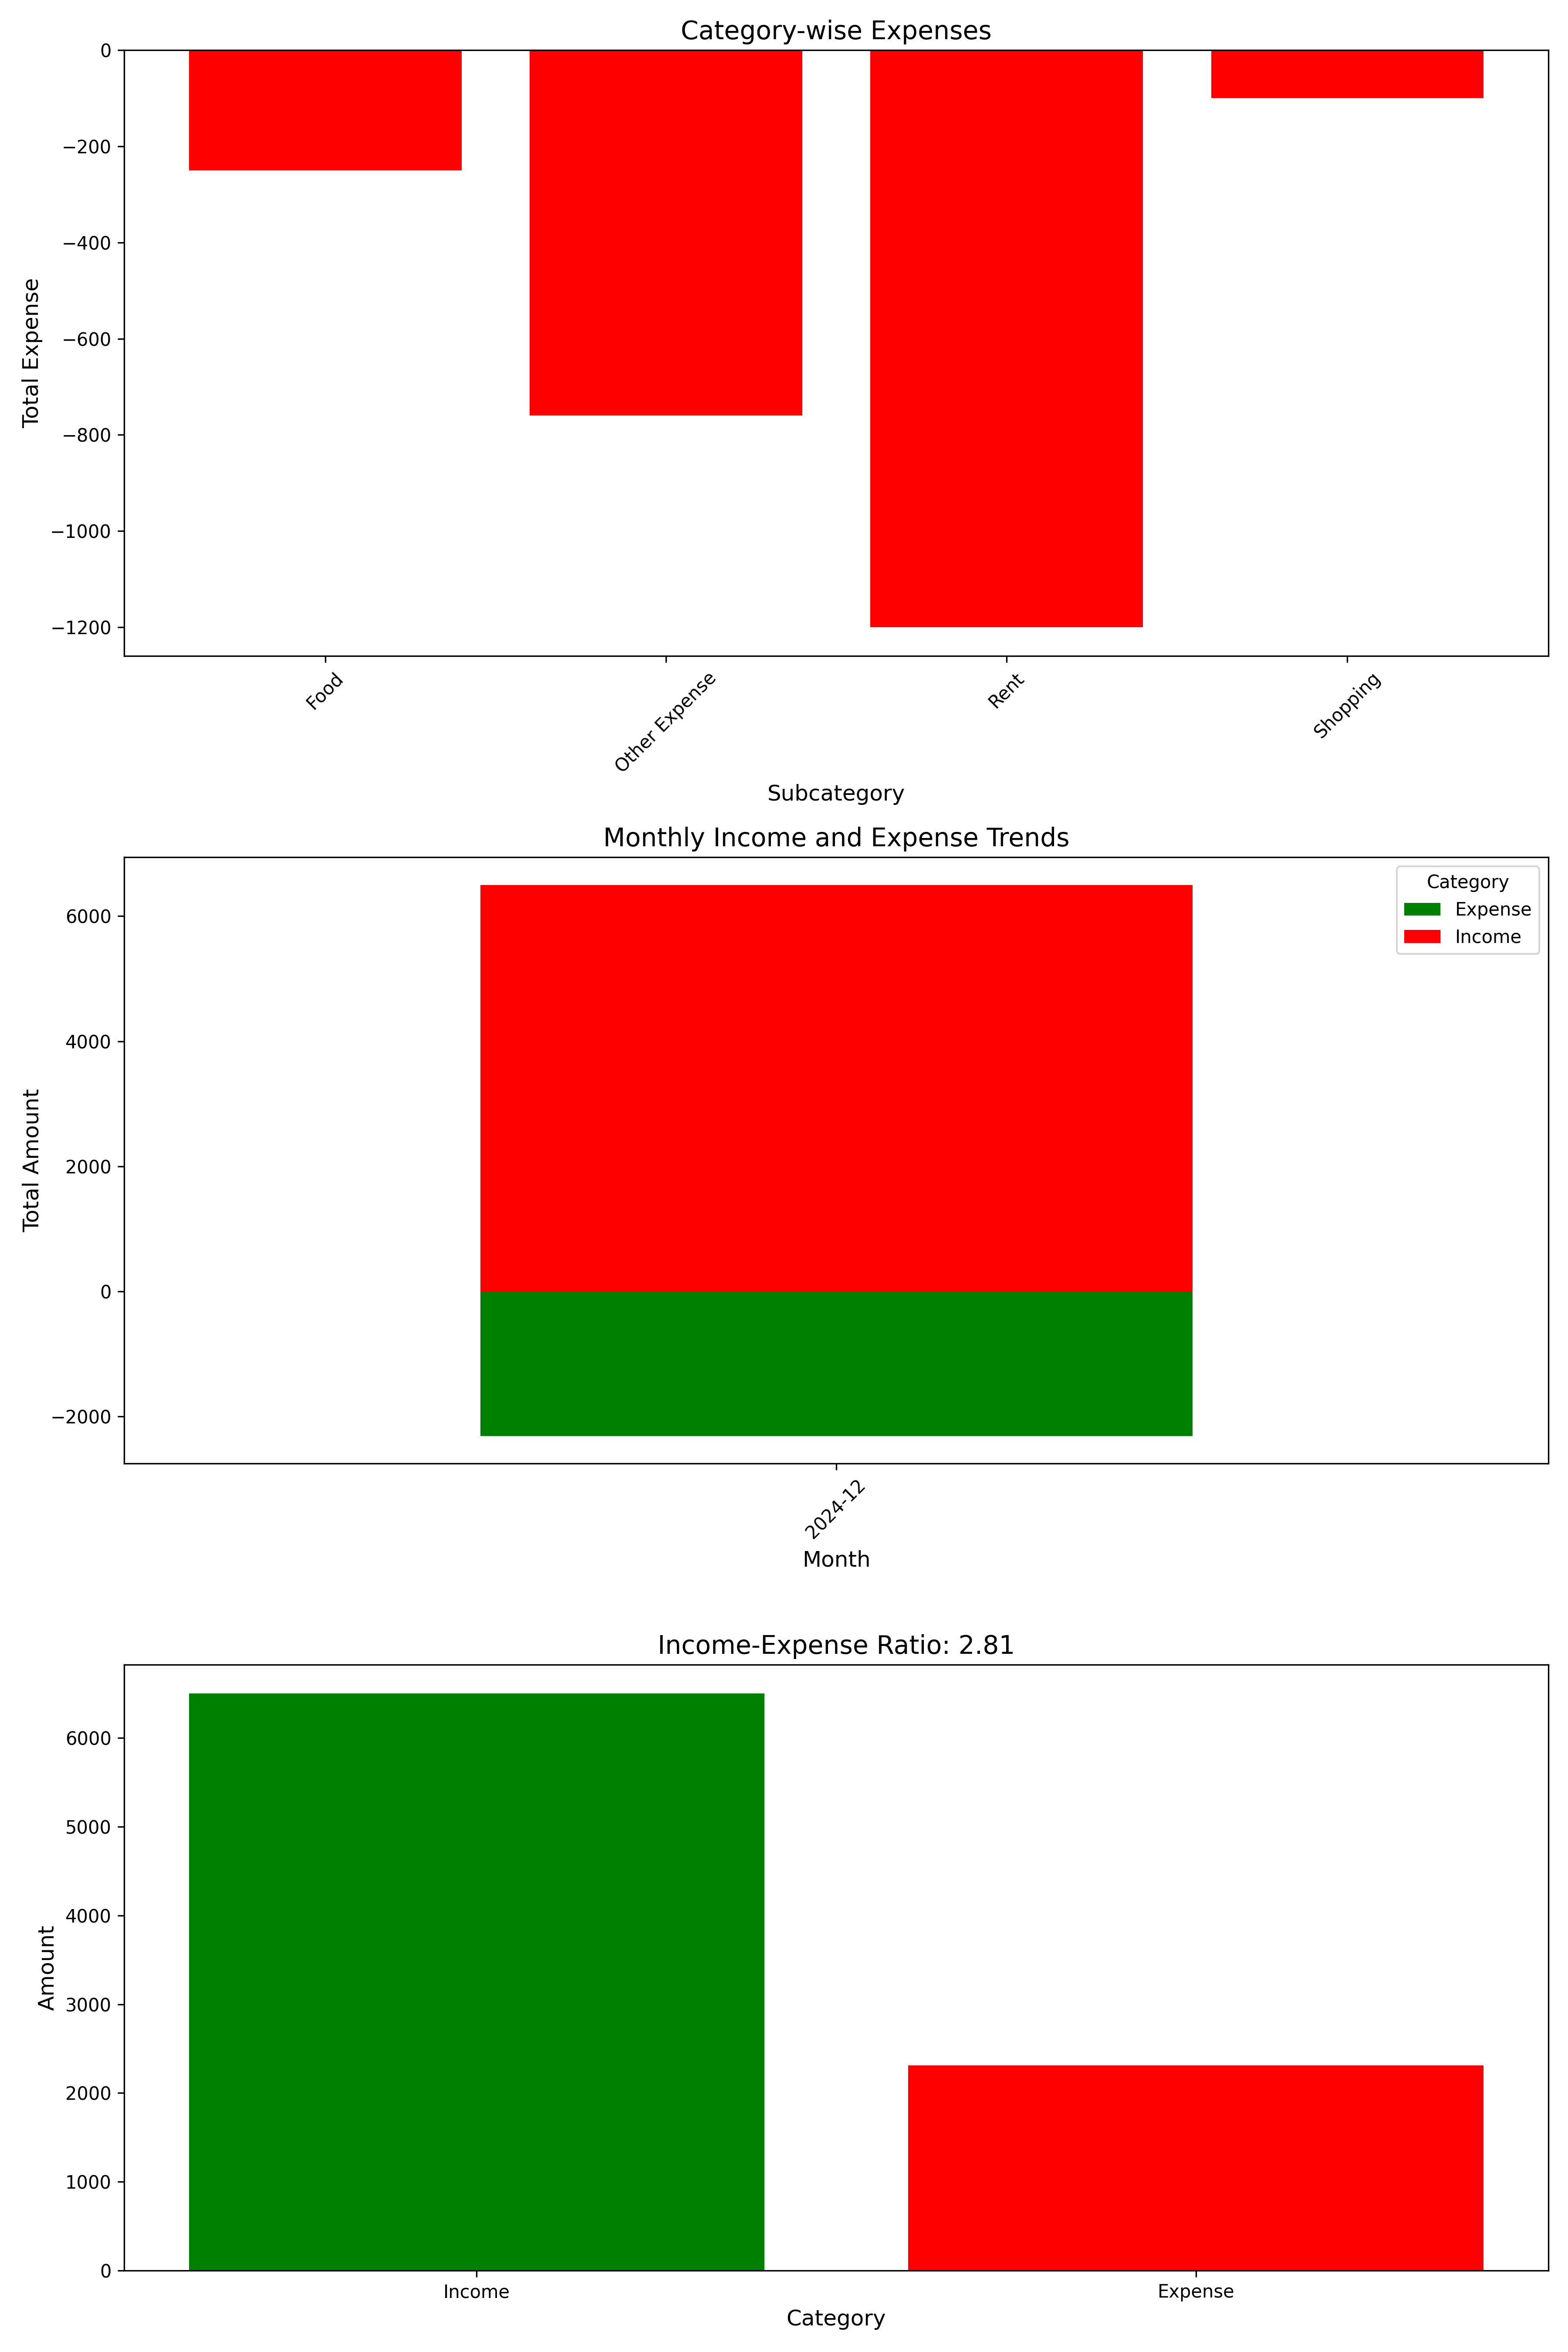 Category-wise Expenses
0
−200
−400
−600
−800
−1000
−1200
Total Expense
Food
Other Expense
Rent
Shopping
Subcategory
Monthly Income and Expense Trends
6000
4000
2000
0
−2000
Total Amount
Category
Expense
Income
2024-12
Month
Income-Expense Ratio: 2.81
6000
5000
4000
3000
2000
1000
0
Amount
Income
Expense
Category